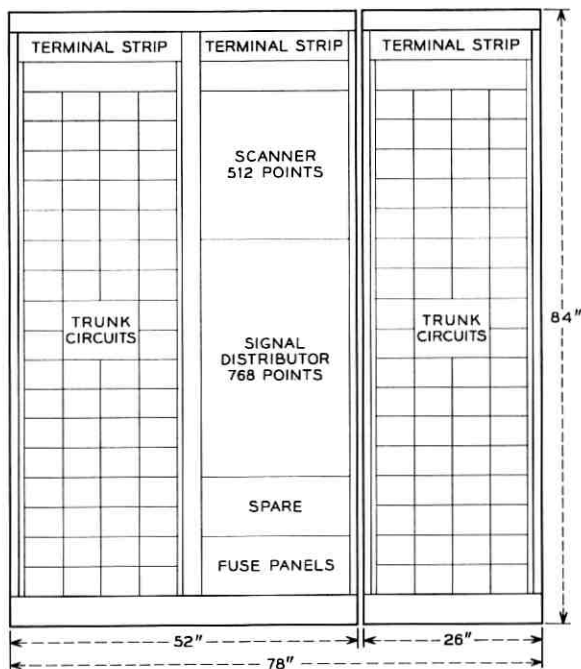 TERMINAL STRIP
TERMINAL STRIP
TERMINAL STRIP
SCANNER
512 POINTS
TRUNK
CIRCUITS
SIGNAL
DISTRIBUTOR
768 POINTS
TRUNK
CIRCUITS
84"
SPARE
FUSE PANELS
52"
26"
78"